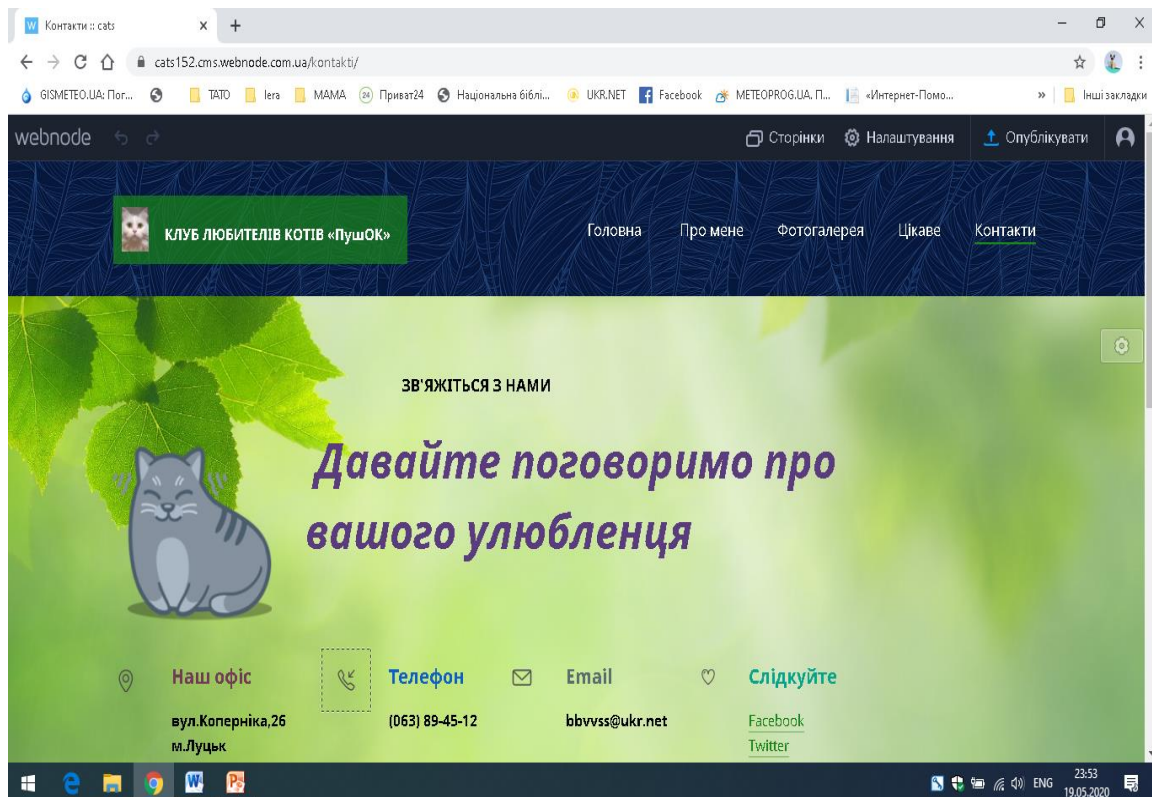 Контакти :: cats
cats152.cms.webnode.com.ua/kontakti/
GISMETEO.UA: Пог... ТАТО lera МАМА Приват24 Національна біблі... UKR.NET Facebook METEOPROG.UA. П... «Интернет-Помо... » Інші закладки
webnode Сторінки Налаштування Опублікувати
КЛУБ ЛЮБИТЕЛІВ КОТІВ «ПушОК» Головна Про мене Фотогалерея Цікаве Контакти
ЗВ'ЯЖІТЬСЯ З НАМИ
Давайте поговоримо про
вашого улюбленця
Наш офіс Телефон Email Слідкуйте
вул.Коперніка,26 (063) 89-45-12 bbvvss@ukr.net Facebook
м.Луцьк Twitter
ENG 23:53
19.05.2020